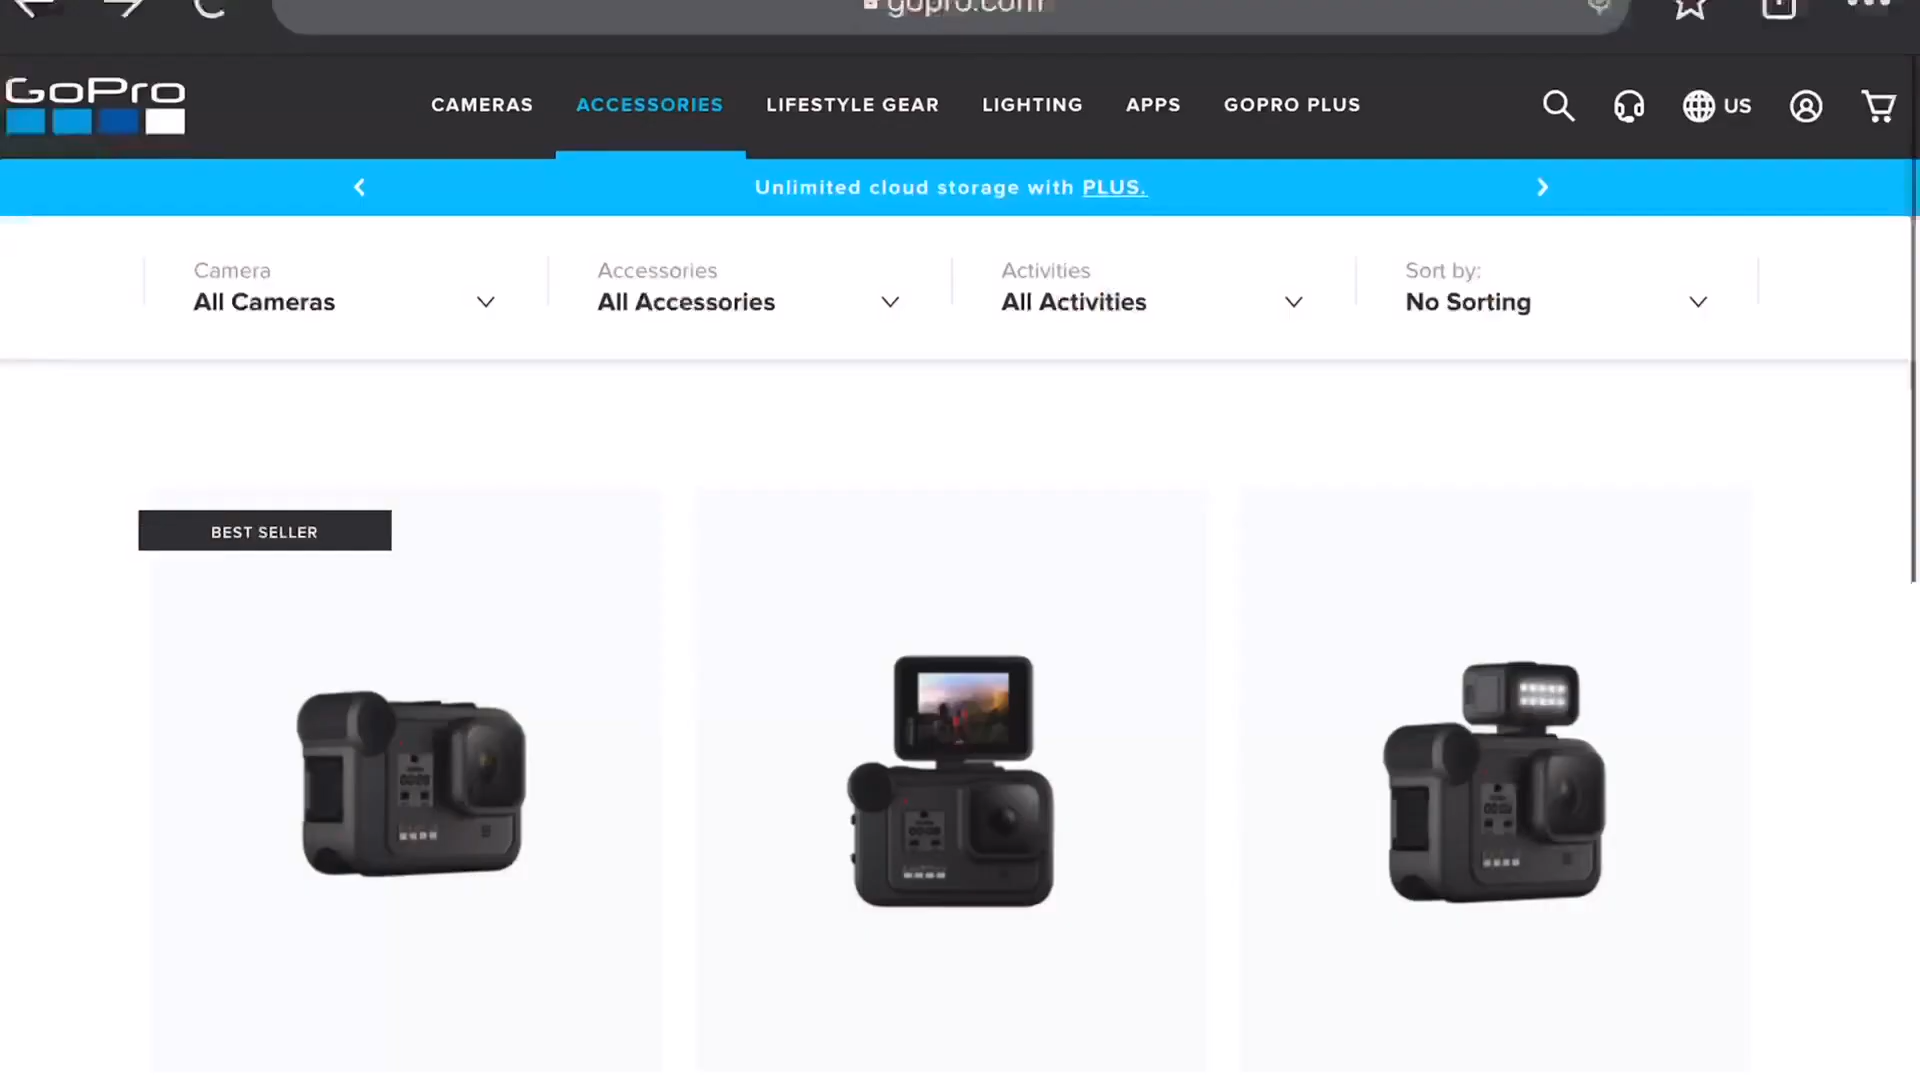 gopro.com
GoPro
CAMERAS
ACCESSORIES
LIFESTYLE GEAR
LIGHTING
APPS
GOPRO PLUS
US
Unlimited cloud storage with PLUS.
Camera
All Cameras
Accessories
All Accessories
Activities
All Activities
Sort by:
No Sorting
BEST SELLER